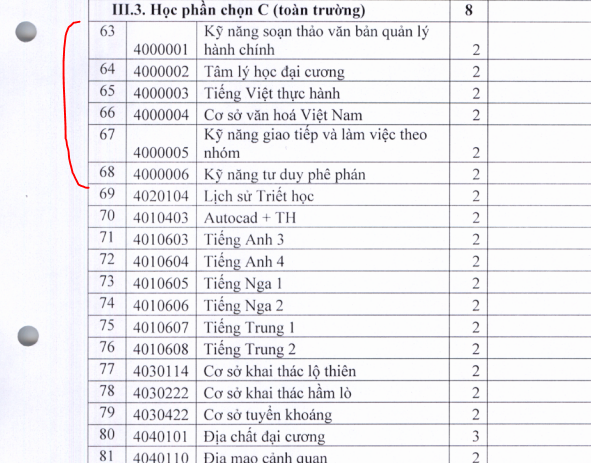 III.3. Học phần chọn C (toàn trường) 8
63 4000001 Kỹ năng soạn thảo văn bản quản lý
hành chính 2
64 4000002 Tâm lý học đại cương 2
65 4000003 Tiếng Việt thực hành 2
66 4000004 Cơ sở văn hoá Việt Nam 2
67 4000005 Kỹ năng giao tiếp và làm việc theo
nhóm 2
68 4000006 Kỹ năng tư duy phê phán 2
69 4020104 Lịch sử Triết học 2
70 4010403 Autocad + TH 2
71 4010603 Tiếng Anh 3 2
72 4010604 Tiếng Anh 4 2
73 4010605 Tiếng Nga 1 2
74 4010606 Tiếng Nga 2 2
75 4010607 Tiếng Trung 1 2
76 4010608 Tiếng Trung 2 2
77 4030114 Cơ sở khai thác lộ thiên 2
78 4030222 Cơ sở khai thác hầm lò 2
79 4030422 Cơ sở tuyển khoáng 2
80 4040101 Địa chất đại cương 3
81 4040110 Địa mạo cảnh quan 2